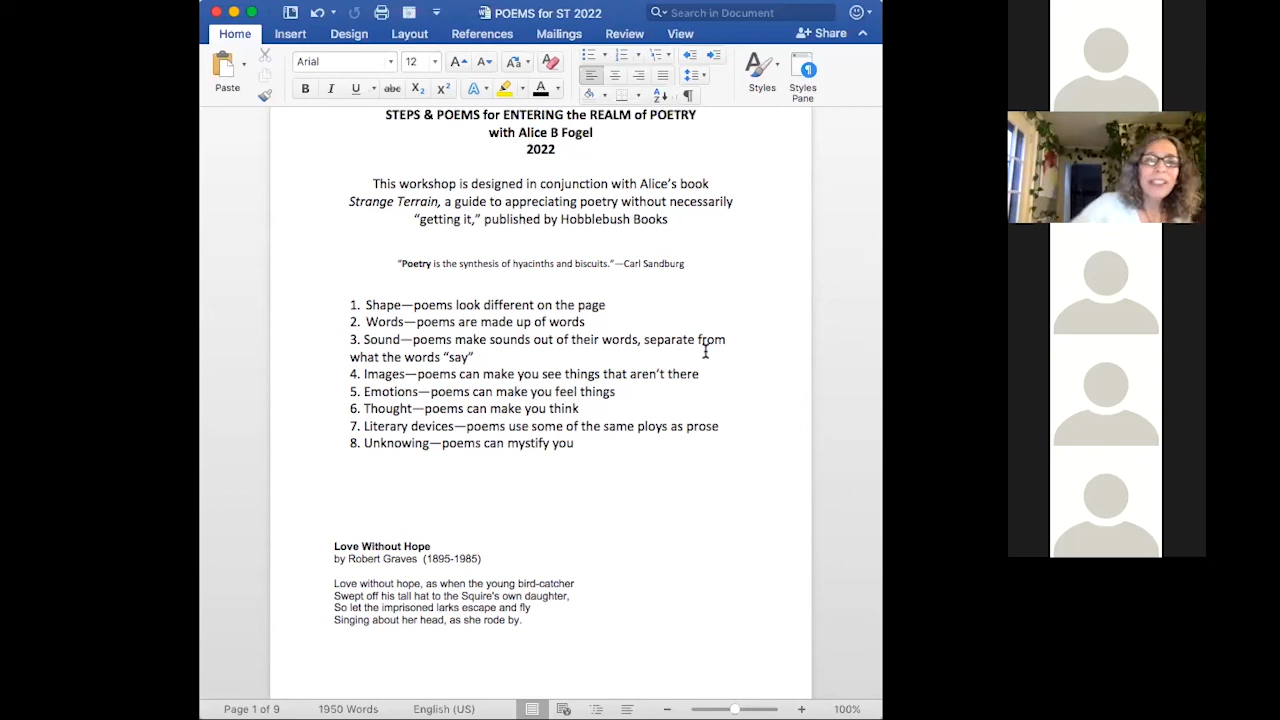 POEMS for ST 2022
Search in Document
Home Insert Design Layout References Mailings Review View Share
Paste Arial 12 Styles Styles Pane
STEPS & POEMS for ENTERING the REALM of POETRY
with Alice B Fogel
2022
This workshop is designed in conjunction with Alice’s book
Strange Terrain, a guide to appreciating poetry without necessarily
“getting it,” published by Hobblebush Books
“Poetry is the synthesis of hyacinths and biscuits.”—Carl Sandburg
1. Shape—poems look different on the page
2. Words—poems are made up of words
3. Sound—poems make sounds out of their words, separate from
what the words “say”
4. Images—poems can make you see things that aren’t there
5. Emotions—poems can make you feel things
6. Thought—poems can make you think
7. Literary devices—poems use some of the same ploys as prose
8. Unknowing—poems can mystify you
Love Without Hope
by Robert Graves (1895-1985)
Love without hope, as when the young bird-catcher
Swept off his tall hat to the Squire's own daughter,
So let the imprisoned larks escape and fly
Singing about her head, as she rode by.
Page 1 of 9 1950 Words English (US) 100%